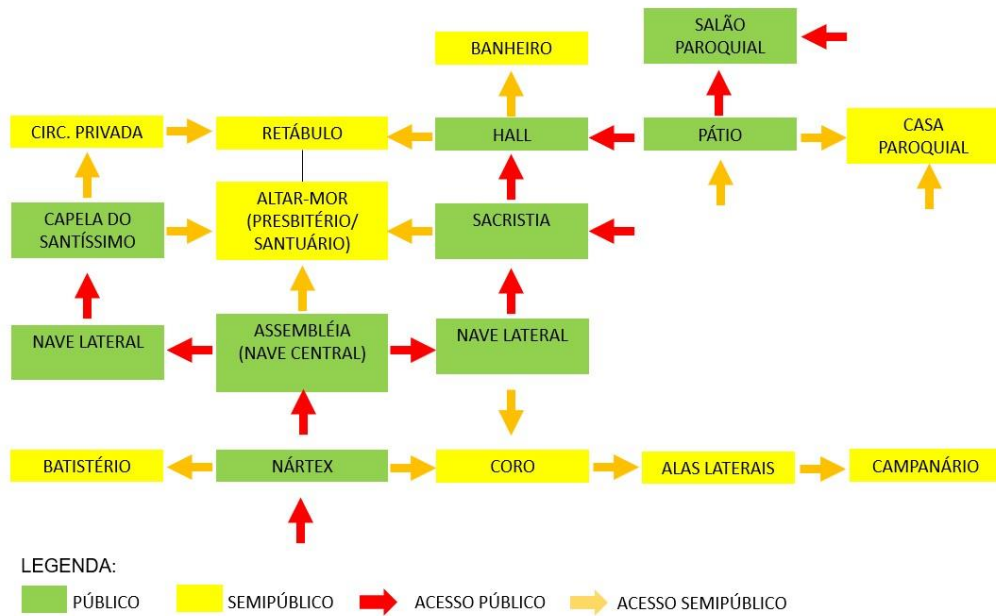 SALÃO
PAROQUIAL
BANHEIRO
CIRC. PRIVADA
RETÁBULO
HALL
PÁTIO
CASA
PAROQUIAL
CAPELA DO
SANTÍSSIMO
ALTAR-MOR
(PRESBITÉRIO/
SANTUÁRIO)
SACRISTIA
NAVE LATERAL
ASSEMBLÉIA
(NAVE CENTRAL)
NAVE LATERAL
BATISTÉRIO
NÁRTEX
CORO
ALAS LATERAIS
CAMPANÁRIO
LEGENDA:
PÚBLICO
SEMIPÚBLICO
ACESSO PÚBLICO
ACESSO SEMIPÚBLICO